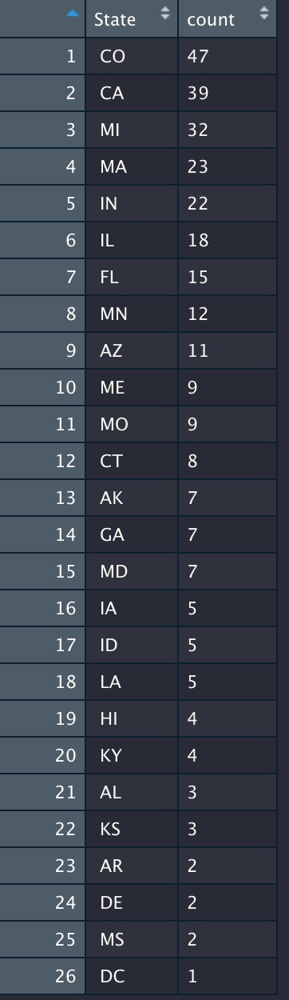 State count
1 CO 47
2 CA 39
3 MI 32
4 MA 23
5 IN 22
6 IL 18
7 FL 15
8 MN 12
9 AZ 11
10 ME 9
11 MO 9
12 CT 8
13 AK 7
14 GA 7
15 MD 7
16 IA 5
17 ID 5
18 LA 5
19 HI 4
20 KY 4
21 AL 3
22 KS 3
23 AR 2
24 DE 2
25 MS 2
26 DC 1